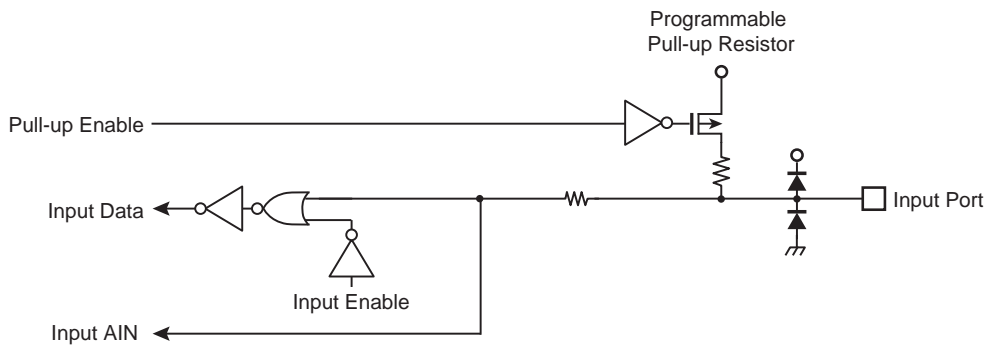 Programmable
Pull-up Resistor
Pull-up Enable
Input Data
Input Port
Input Enable
Input AIN